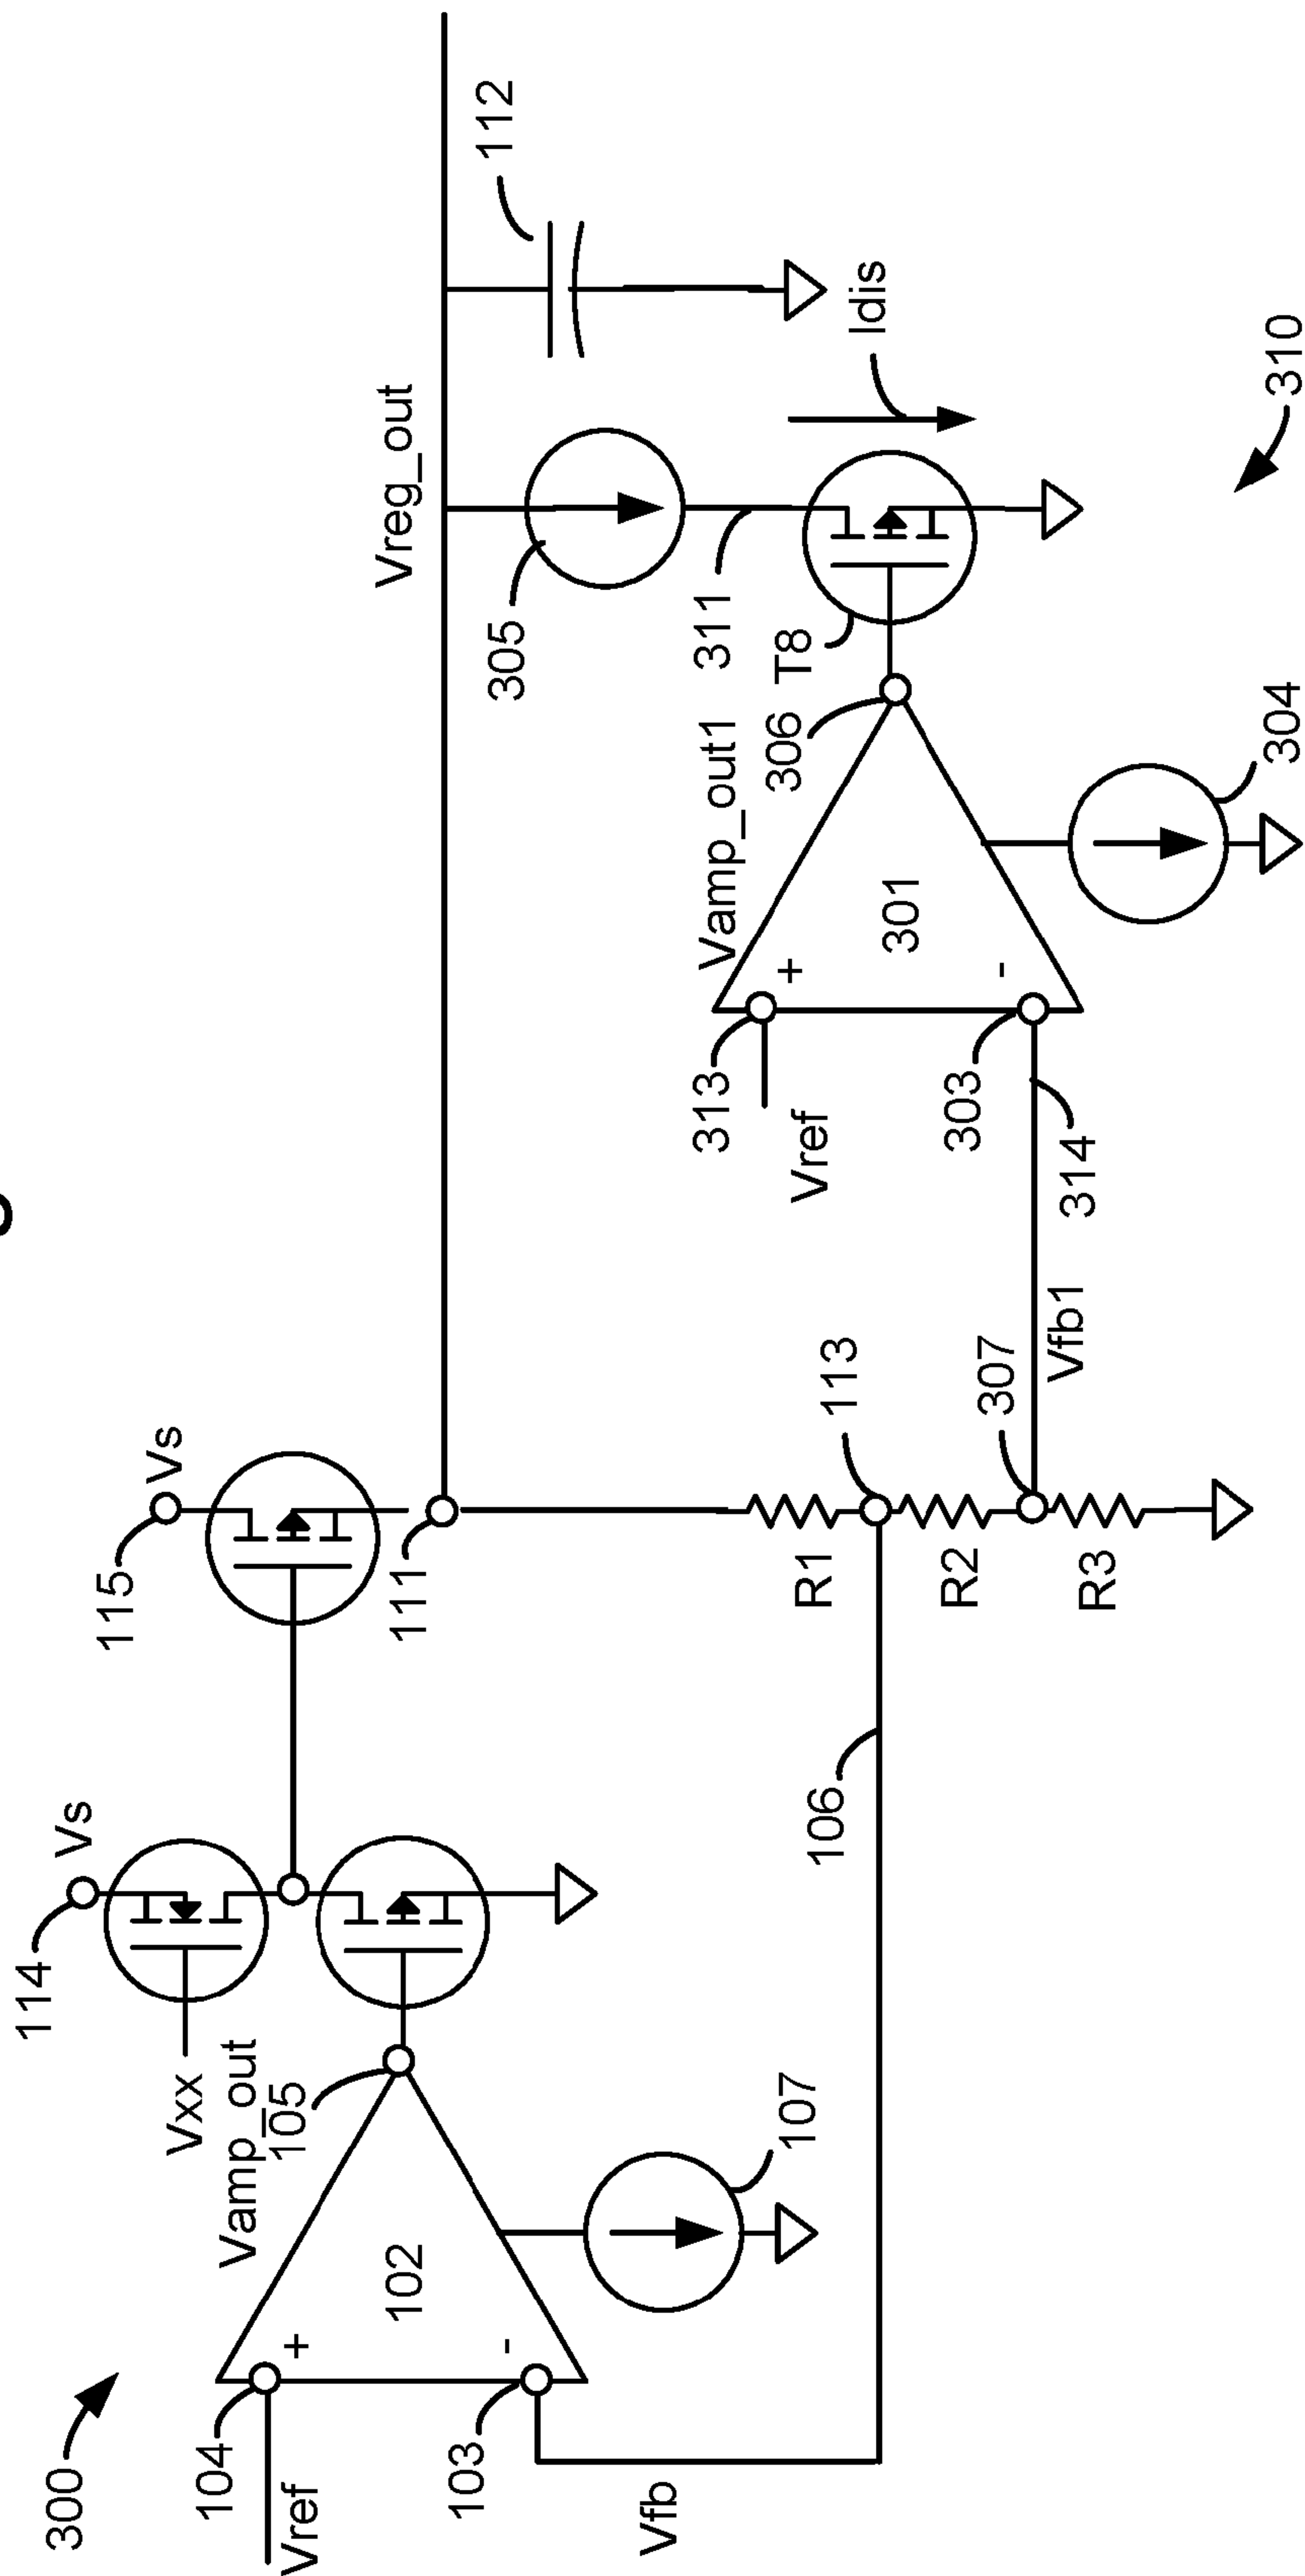 300
104
Vref
+
-
102
103
Vfb
Vamp_out
105
107
Vxx
114
Vs
115
Vs
111
106
R1
113
R2
307
R3
Vfb1
314
Vref
313
303
+
-
301
Vamp_out1
306
304
T8
311
305
Vreg_out
Idis
112
310